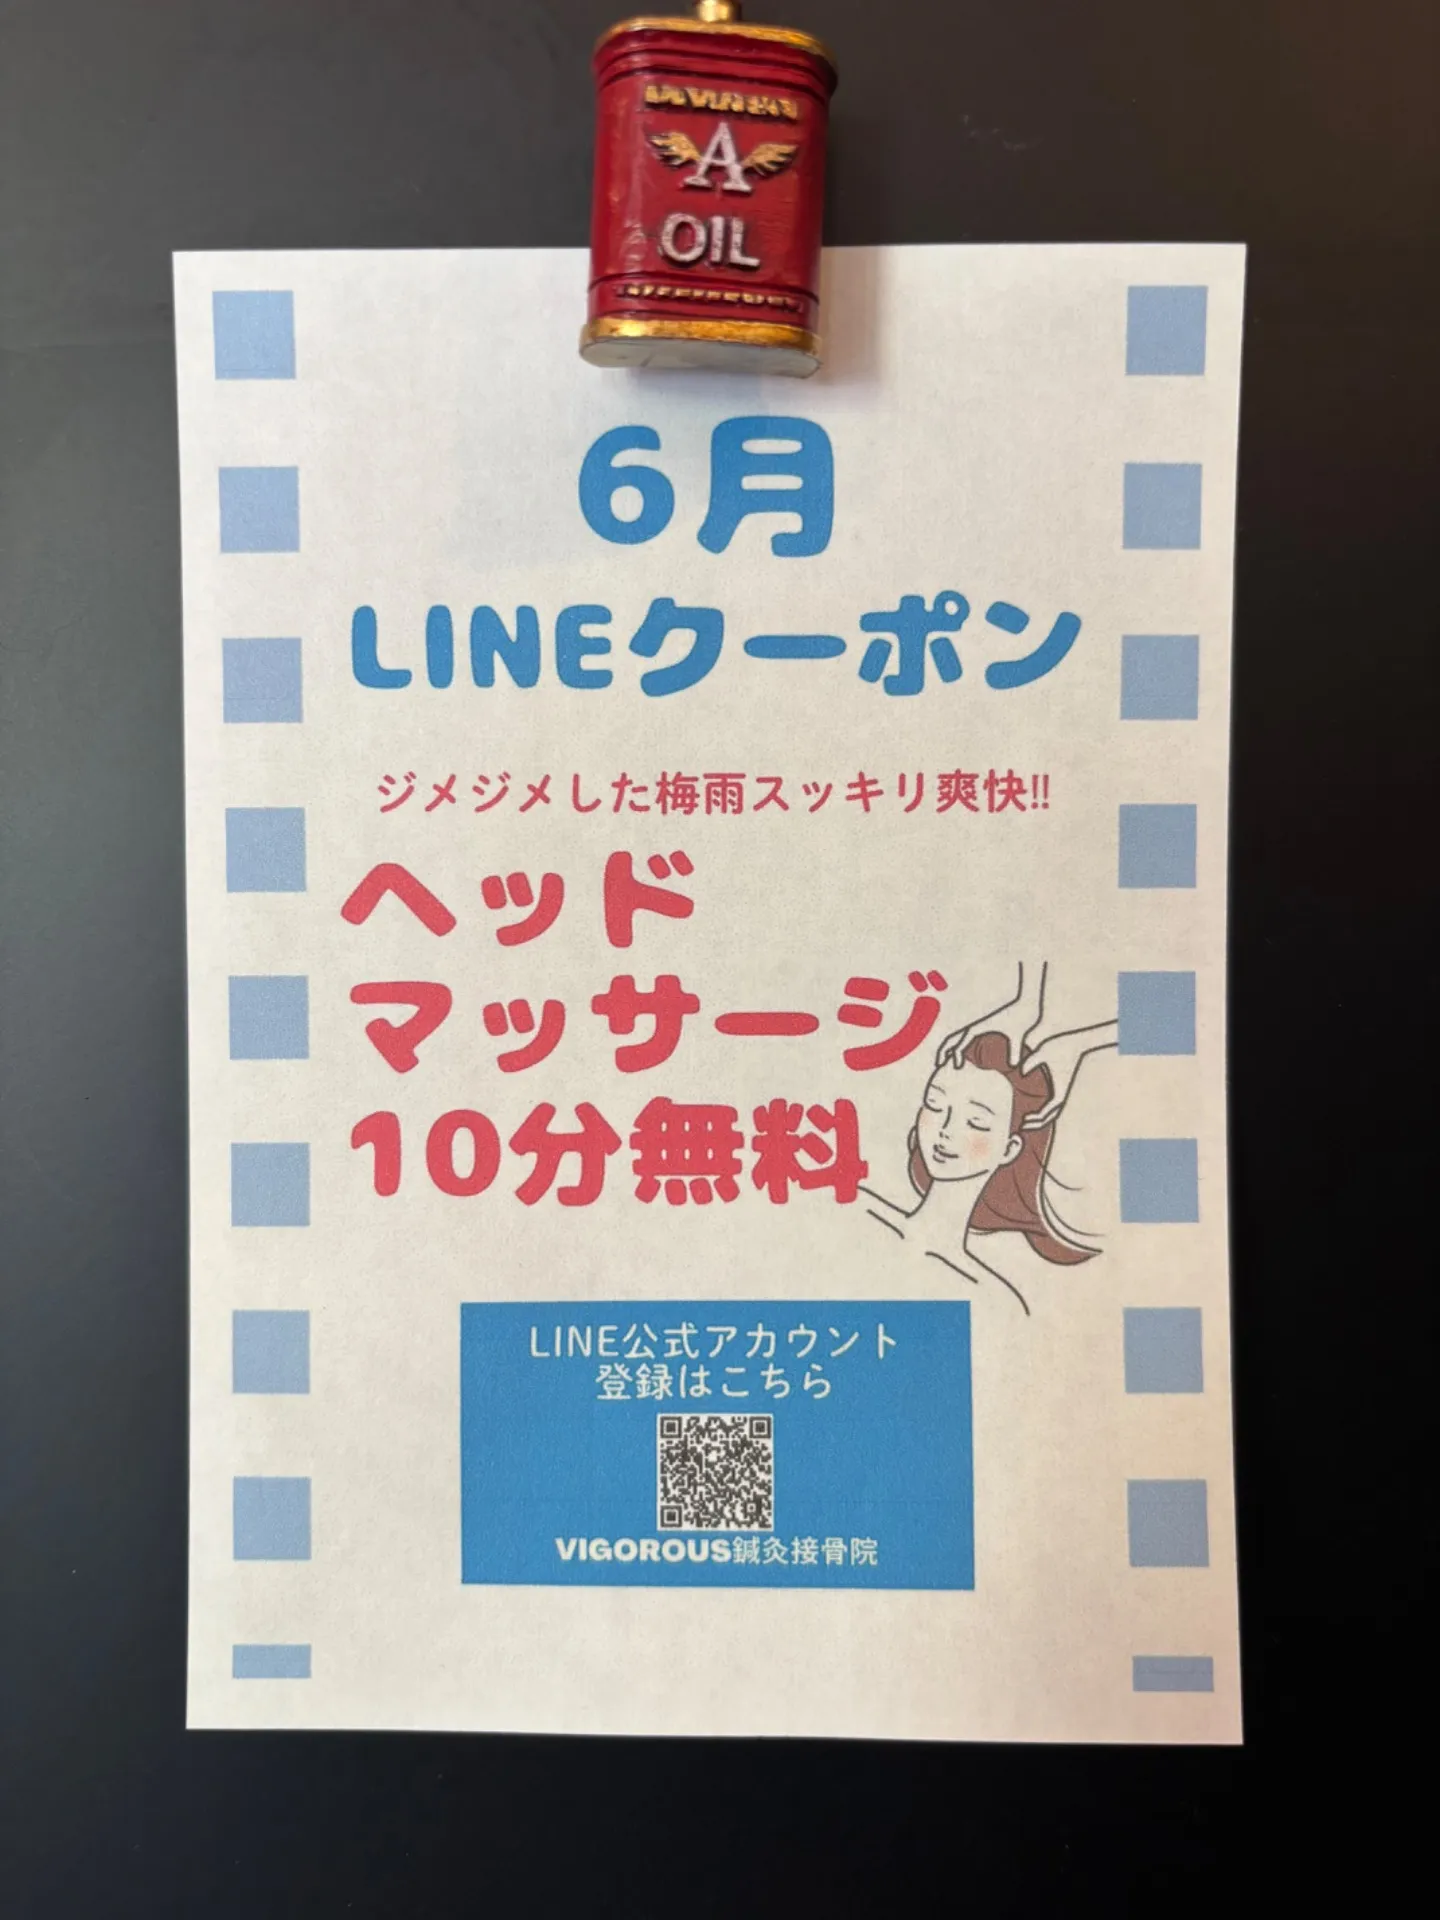 A
OIL
6月
LINEクーポン
ジメジメした梅雨スッキリ爽快!!
ヘッド
マッサージ
10分無料
LINE公式アカウント
登録はこちら
VIGOROUS鍼灸接骨院